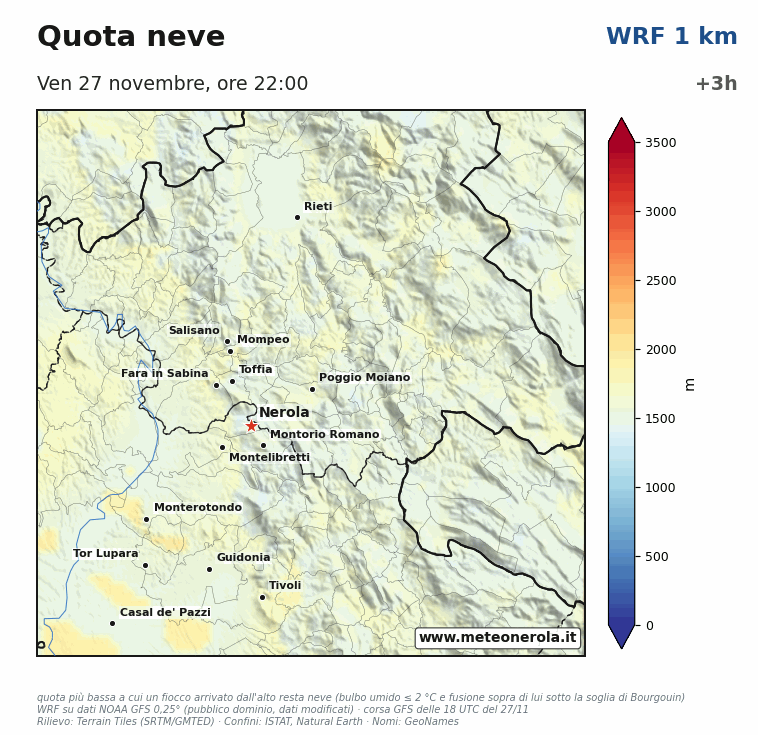 Quota neve
WRF 1 km
Ven 27 novembre, ore 22:00
+3h
3500
3000
2500
2000
1500
1000
500
0
m
Rieti
Salisano
Mompeo
Fara in Sabina
Toffia
Poggio Moiano
Nerola
Montorio Romano
Montelibretti
Monterotondo
Tor Lupara
Guidonia
Tivoli
Casal de' Pazzi
www.meteonerola.it
quota più bassa a cui un fiocco arrivato dall'alto resta neve (bulbo umido ≤ 2 °C e fusione sopra di lui sotto la soglia di Bourgouin)
WRF su dati NOAA GFS 0,25° (pubblico dominio, dati modificati) · corsa GFS delle 18 UTC del 27/11
Rilievo: Terrain Tiles (SRTM/GMTED) · Confini: ISTAT, Natural Earth · Nomi: GeoNames